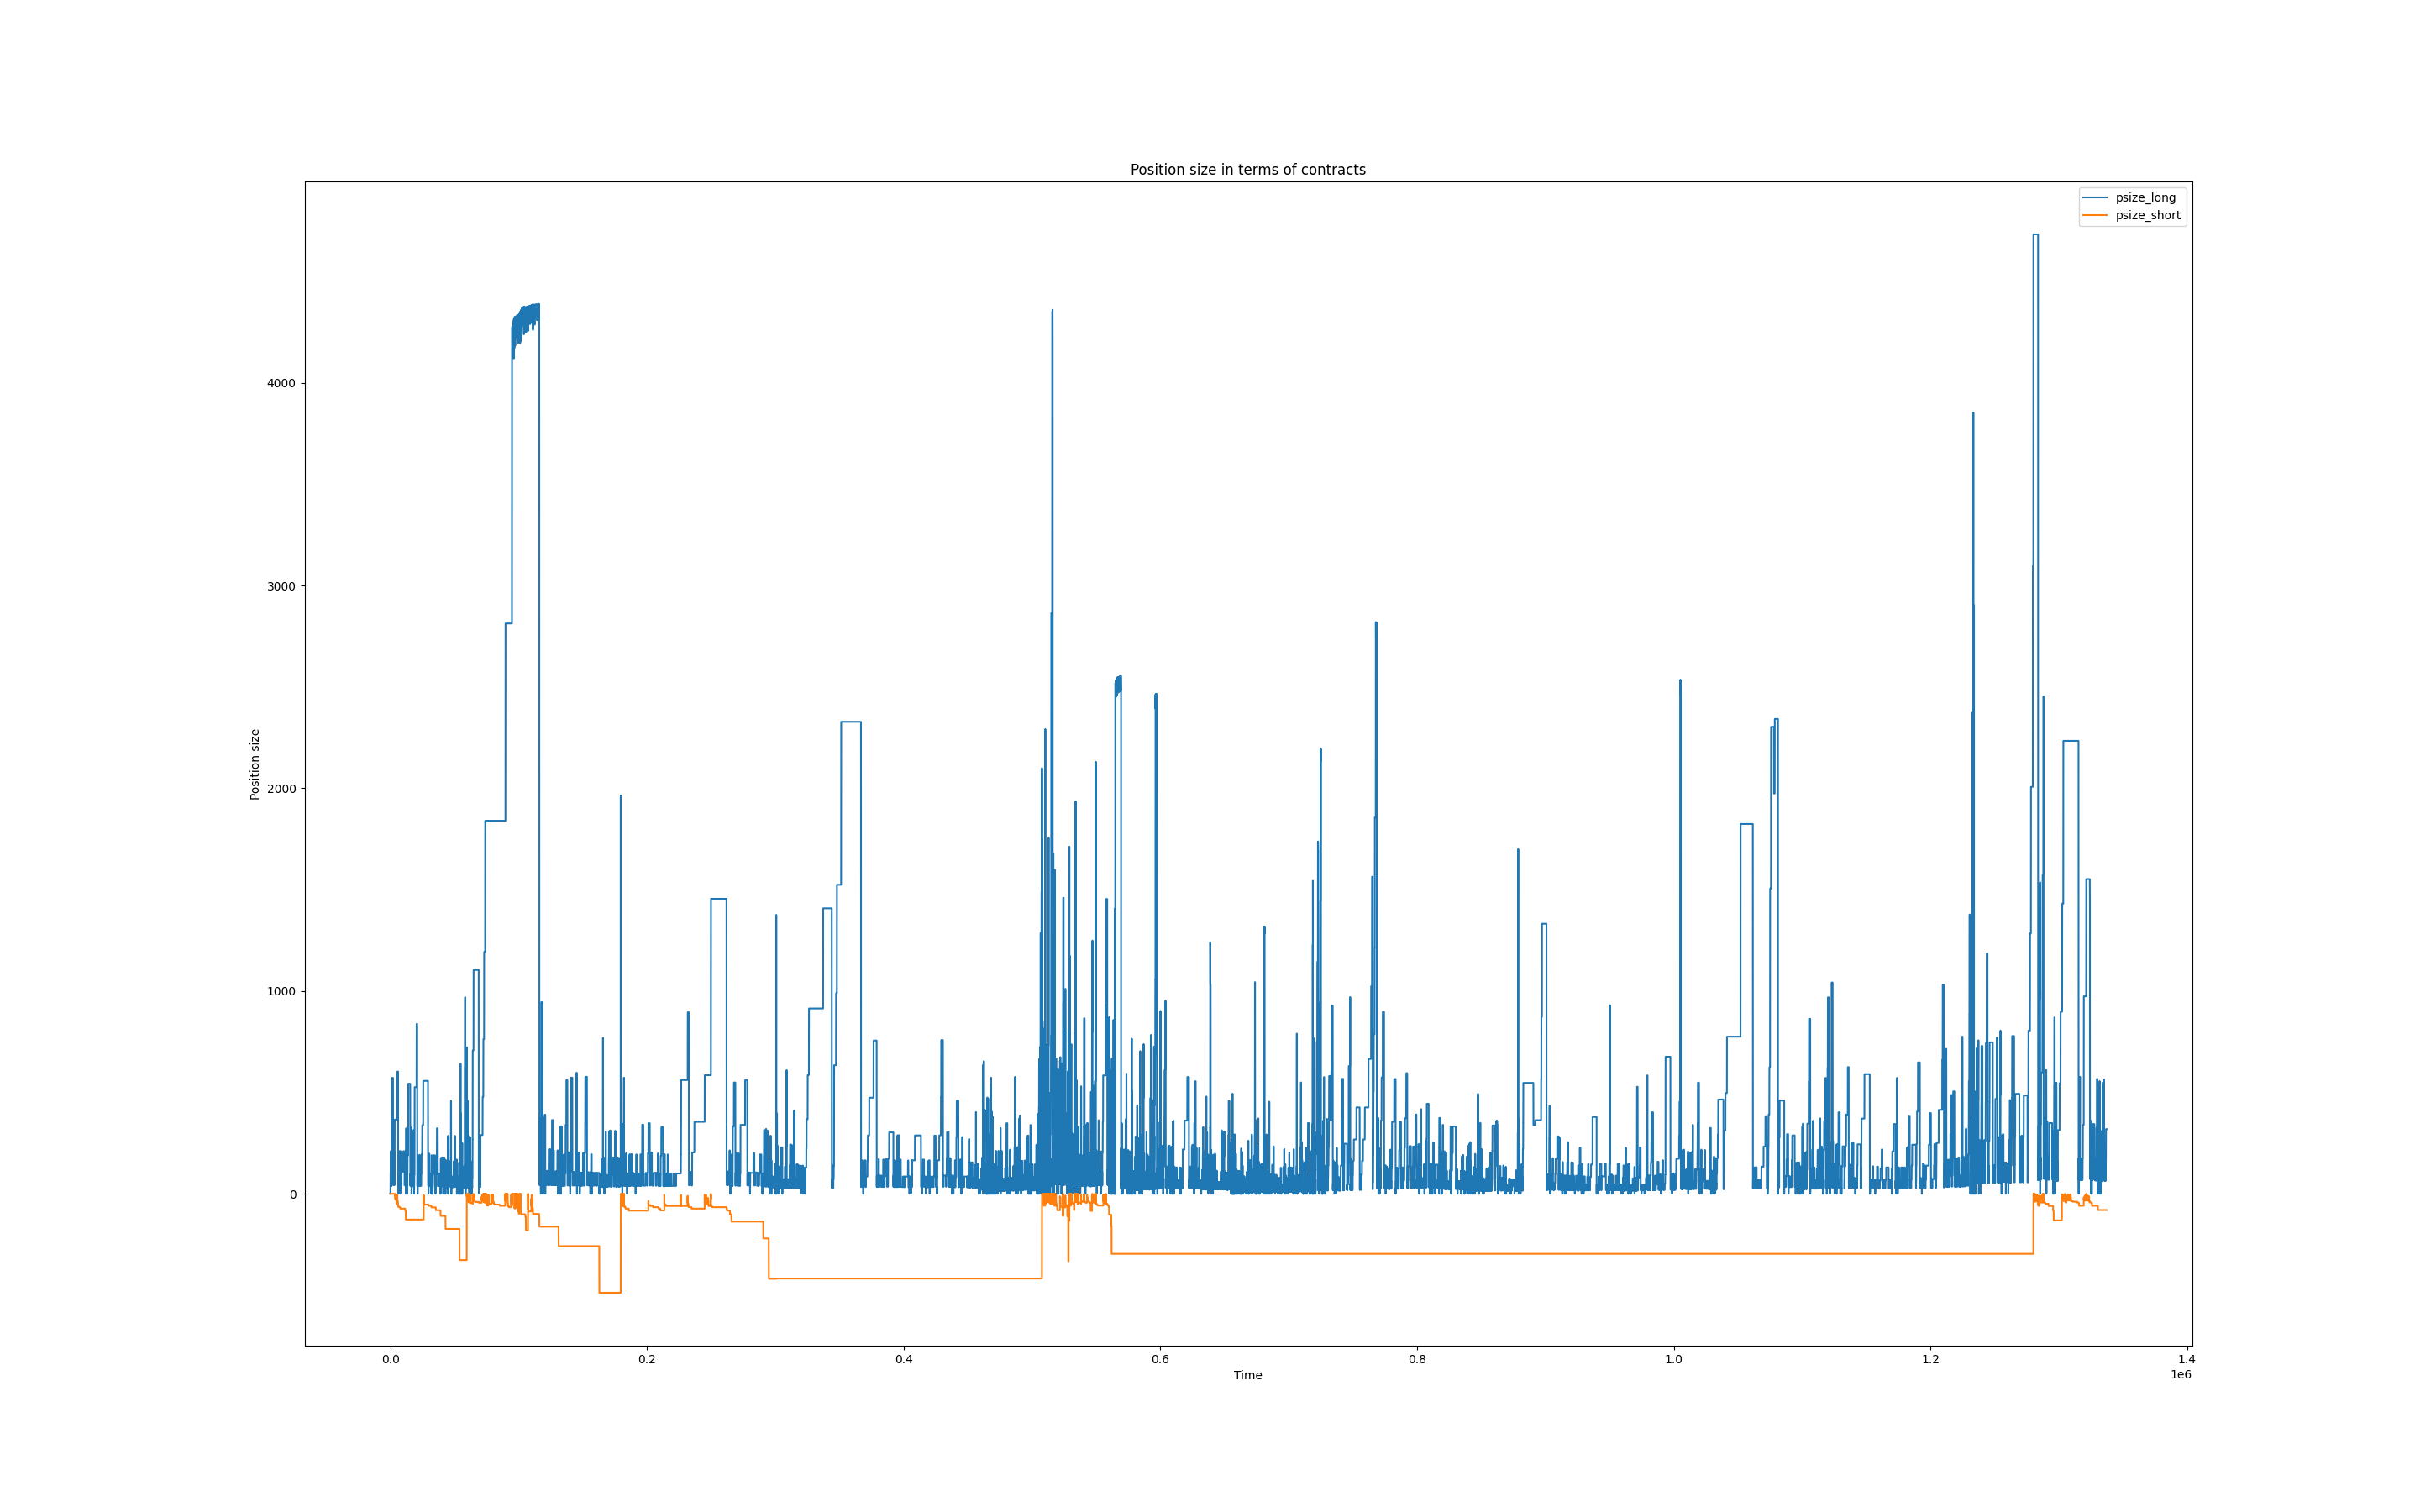 Position size in terms of contracts
psize_long
psize_short
Position size
4000
3000
2000
1000
0
0.0
0.2
0.4
0.6
0.8
1.0
1.2
1.4
Time
1e6